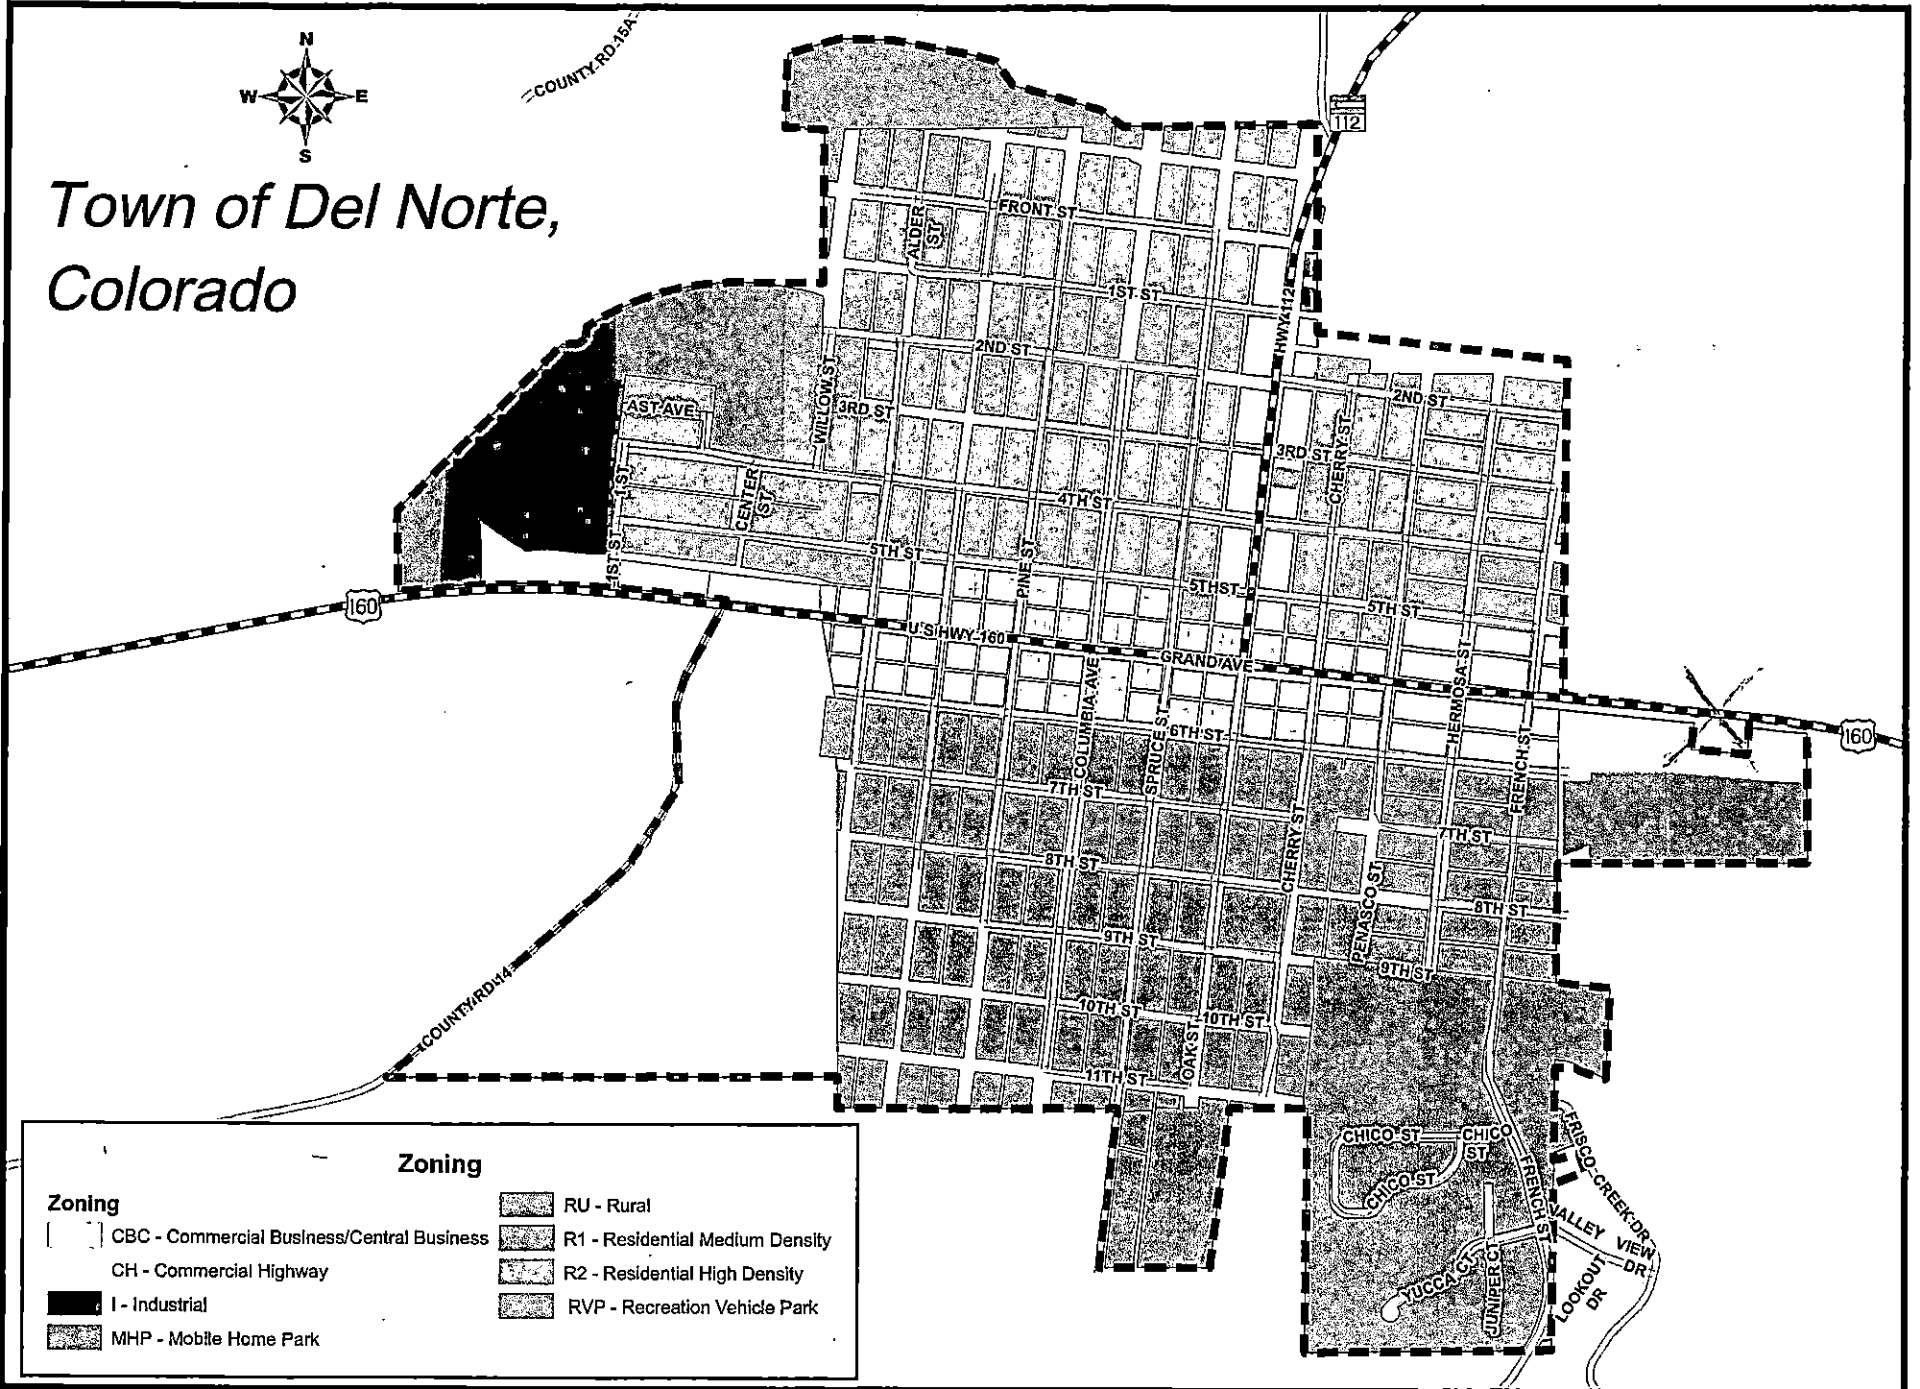 N
W E
S
Town of Del Norte,
Colorado
COUNTY RD 15A
112
ALDER
ST
FRONT ST
1ST ST
HWY 112
2ND ST
WILLOW ST
AST AVE
3RD ST
2ND ST
CHERRY ST
3RD ST
1 ST
CENTER
ST
4TH ST
1ST ST
5TH ST
PINE ST
5TH ST
5TH ST
160
U S HWY 160
GRAND AVE
HERMOSA ST
COLUMBIA AVE
SPRUCE ST
6TH ST
FRENCH ST
160
7TH ST
CHERRY ST
7TH ST
8TH ST
PENASCO ST
8TH ST
9TH ST
9TH ST
COUNTY RD 14
10TH ST
10TH ST
OAK ST
11TH ST
CHICO ST
CHICO
ST
CHICO ST
FRENCH ST
FRISCO CREEK DR
VALLEY VIEW
DR
YUCCA CT
JUNIPER CT
LOOKOUT
DR
Zoning
Zoning
CBC - Commercial Business/Central Business
CH - Commercial Highway
I - Industrial
MHP - Mobile Home Park
RU - Rural
R1 - Residential Medium Density
R2 - Residential High Density
RVP - Recreation Vehicle Park